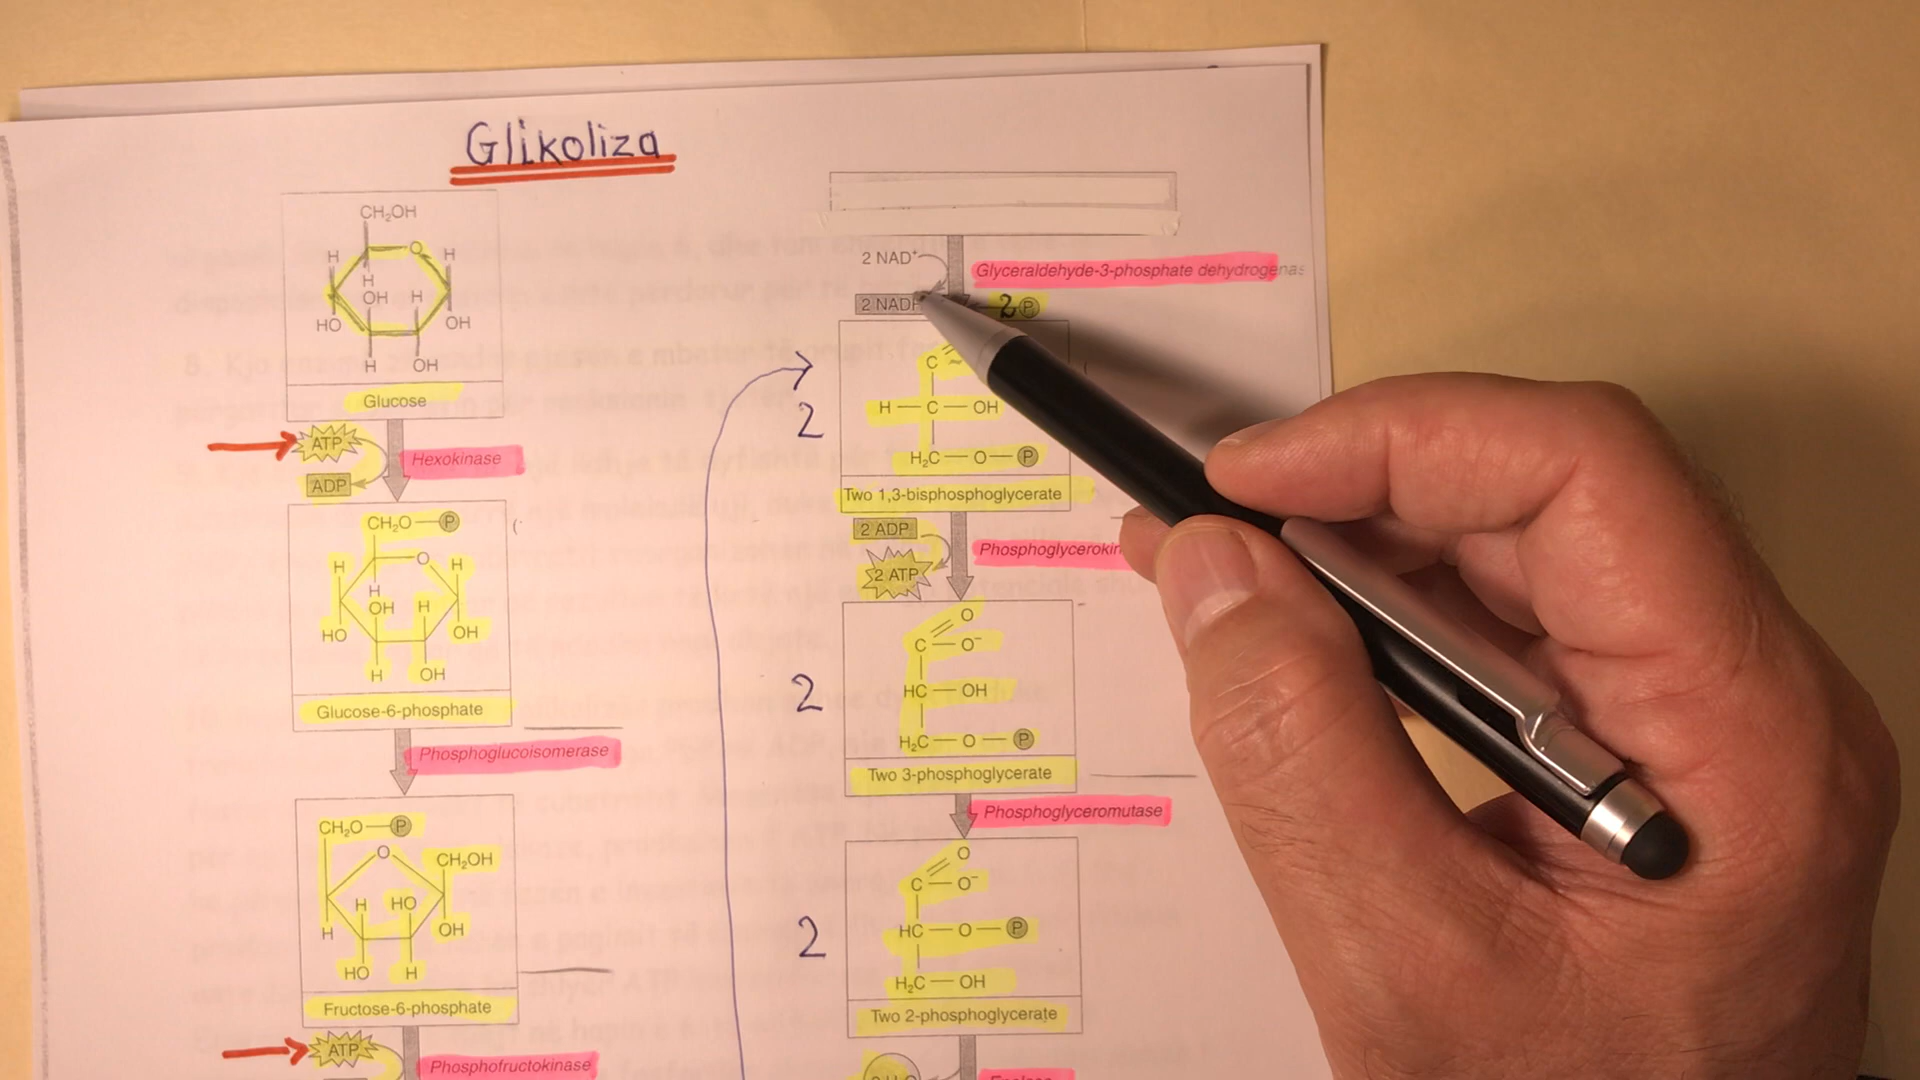 Glikoliza
CH₂OH
H O H
H
OH H
HO OH
H OH
Glucose
ATP
Hexokinase
ADP
CH₂O P
H O H
H
OH H
HO OH
H OH
Glucose-6-phosphate
Phosphoglucoisomerase
CH₂O P
O CH₂OH
H HO
H OH
HO H
Fructose-6-phosphate
ATP
Phosphofructokinase
2 NAD⁺
Glyceraldehyde-3-phosphate dehydrogenas
2 NADH
2 P
C
2
H — C — OH
H₂C — O — P
Two 1,3-bisphosphoglycerate
2 ADP
Phosphoglycerokin
2 ATP
O
C — O⁻
2
HC — OH
H₂C — O — P
Two 3-phosphoglycerate
Phosphoglyceromutase
O
C — O⁻
2
HC — O — P
H₂C — OH
Two 2-phosphoglycerate